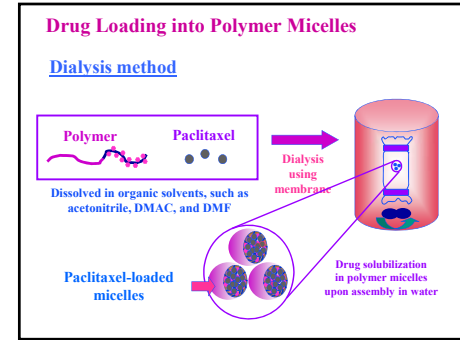 Drug Loading into Polymer Micelles
Dialysis method
Polymer
Paclitaxel
Dissolved in organic solvents, such as
acetonitrile, DMAC, and DMF
Dialysis
using
membrane
Paclitaxel-loaded
micelles
Drug solubilization
in polymer micelles
upon assembly in water